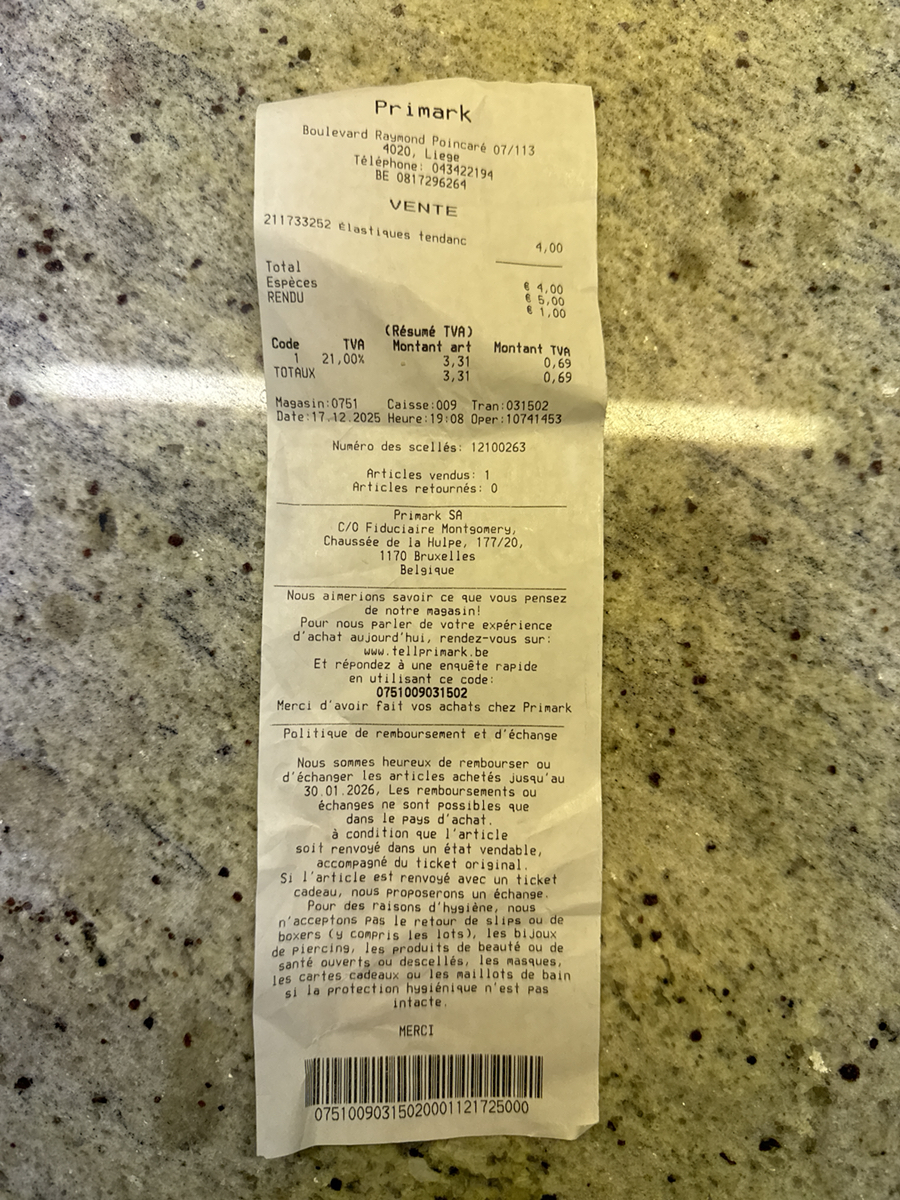 Primark
Boulevard Raymond Poincaré 07/113
4020, Liege
Téléphone: 043422194
BE 0817296264
VENTE
211733252 élastiques tendanc 4,00
Total € 4,00
Espèces € 5,00
RENDU € 1,00
(Résumé TVA)
Code TVA Montant art Montant TVA
1 21,00% 3,31 0,69
TOTAUX 3,31 0,69
Magasin:0751 Caisse:009 Tran:031502
Date:17.12.2025 Heure:19:08 Oper:10741453
Numéro des scellés: 12100263
Articles vendus: 1
Articles retournés: 0
Primark SA
C/O Fiduciaire Montgomery,
Chaussée de la Hulpe, 177/20,
1170 Bruxelles
Belgique
Nous aimerions savoir ce que vous pensez
de notre magasin!
Pour nous parler de votre expérience
d'achat aujourd'hui, rendez-vous sur:
www.tellprimark.be
Et répondez à une enquête rapide
en utilisant ce code:
0751009031502
Merci d'avoir fait vos achats chez Primark
Politique de remboursement et d'échange
Nous sommes heureux de rembourser ou
d'échanger les articles achetés jusqu'au
30.01.2026, Les remboursements ou
échanges ne sont possibles que
dans le pays d'achat.
à condition que l'article
soit renvoyé dans un état vendable,
accompagné du ticket original.
Si l'article est renvoyé avec un ticket
cadeau, nous proposerons un échange.
Pour des raisons d'hygiène, nous
n'acceptons pas le retour de slips ou de
boxers (y compris les lots), les bijoux
de piercing, les produits de beauté ou de
santé ouverts ou descellés, les masques,
les cartes cadeaux ou les maillots de bain
si la protection hygiénique n'est pas
intacte.
MERCI
07510090315020001121725000